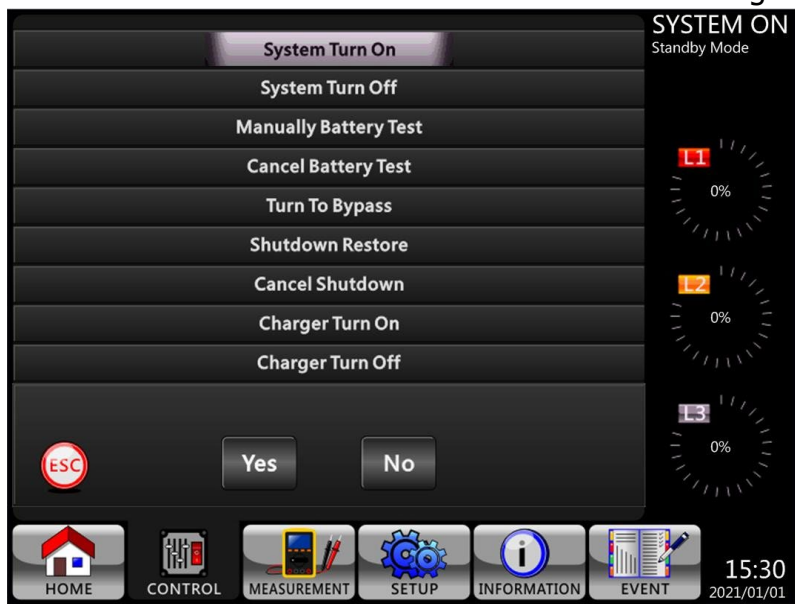 SYSTEM ON
Standby Mode
System Turn On
System Turn Off
Manually Battery Test
Cancel Battery Test
Turn To Bypass
Shutdown Restore
Cancel Shutdown
Charger Turn On
Charger Turn Off
L1
0%
L2
0%
L3
0%
ESC
Yes
No
HOME
CONTROL
MEASUREMENT
SETUP
INFORMATION
EVENT
15:30
2021/01/01